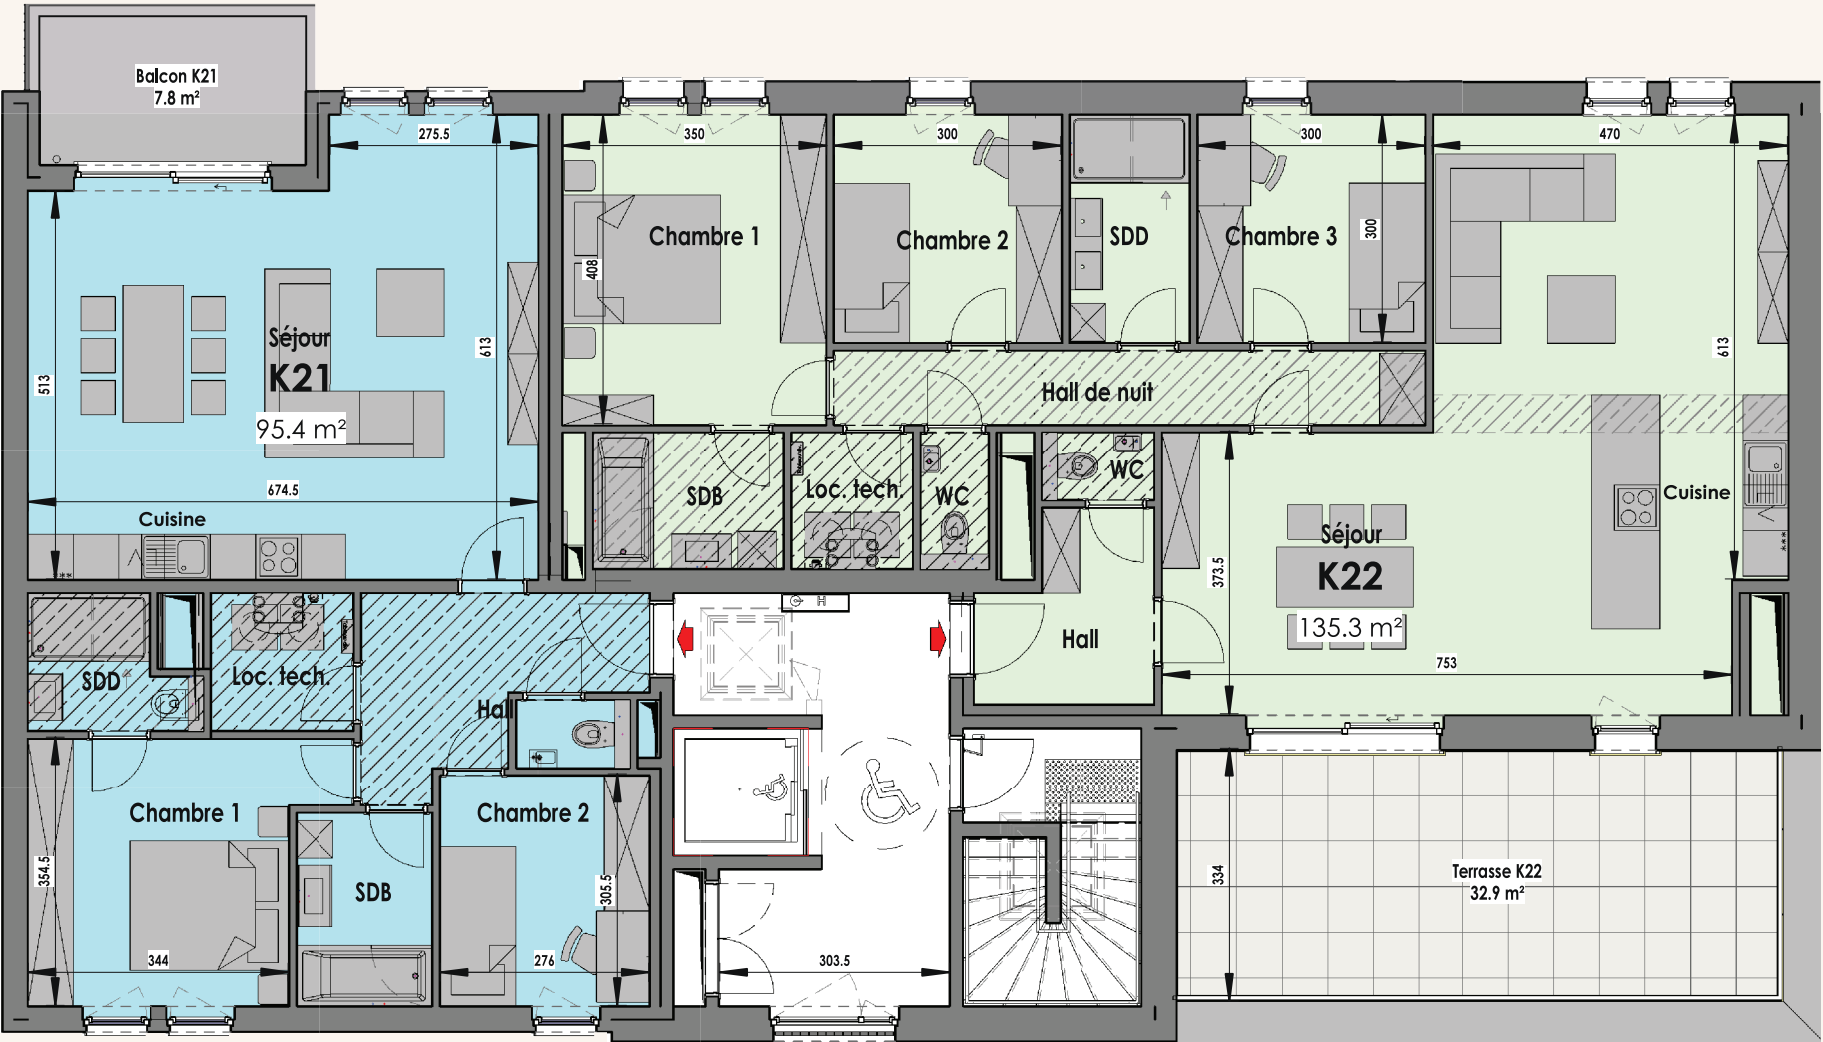 Balcon K21
7.8 m²
275.5
350
300
300
470
Chambre 1
Chambre 2
SDD
Chambre 3
300
408
Séjour
K21
95.4 m²
513
613
613
Hall de nuit
674.5
Cuisine
SDB
Loc. tech.
WC
WC
Cuisine
Séjour
K22
135.3 m²
373.5
753
Hall
H
SDD
Loc. tech.
Hall
Chambre 1
Chambre 2
354.5
SDB
305.5
344
276
303.5
334
Terrasse K22
32.9 m²